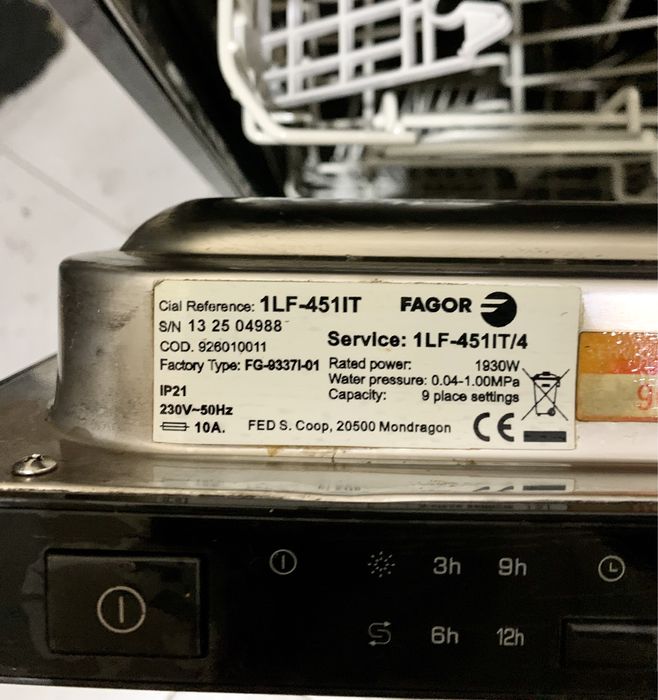 Cial Reference: 1LF-451IT FAGOR
S/N 13 25 04988
Service: 1LF-451IT/4
COD. 926010011
Factory Type: FG-9337I-01
Rated power: 1930W
Water pressure: 0.04-1.00MPa
Capacity: 9 place settings
IP21
230V~50Hz
10A. FED S. Coop, 20500 Mondragon
CE
9
3h 9h
6h 12h